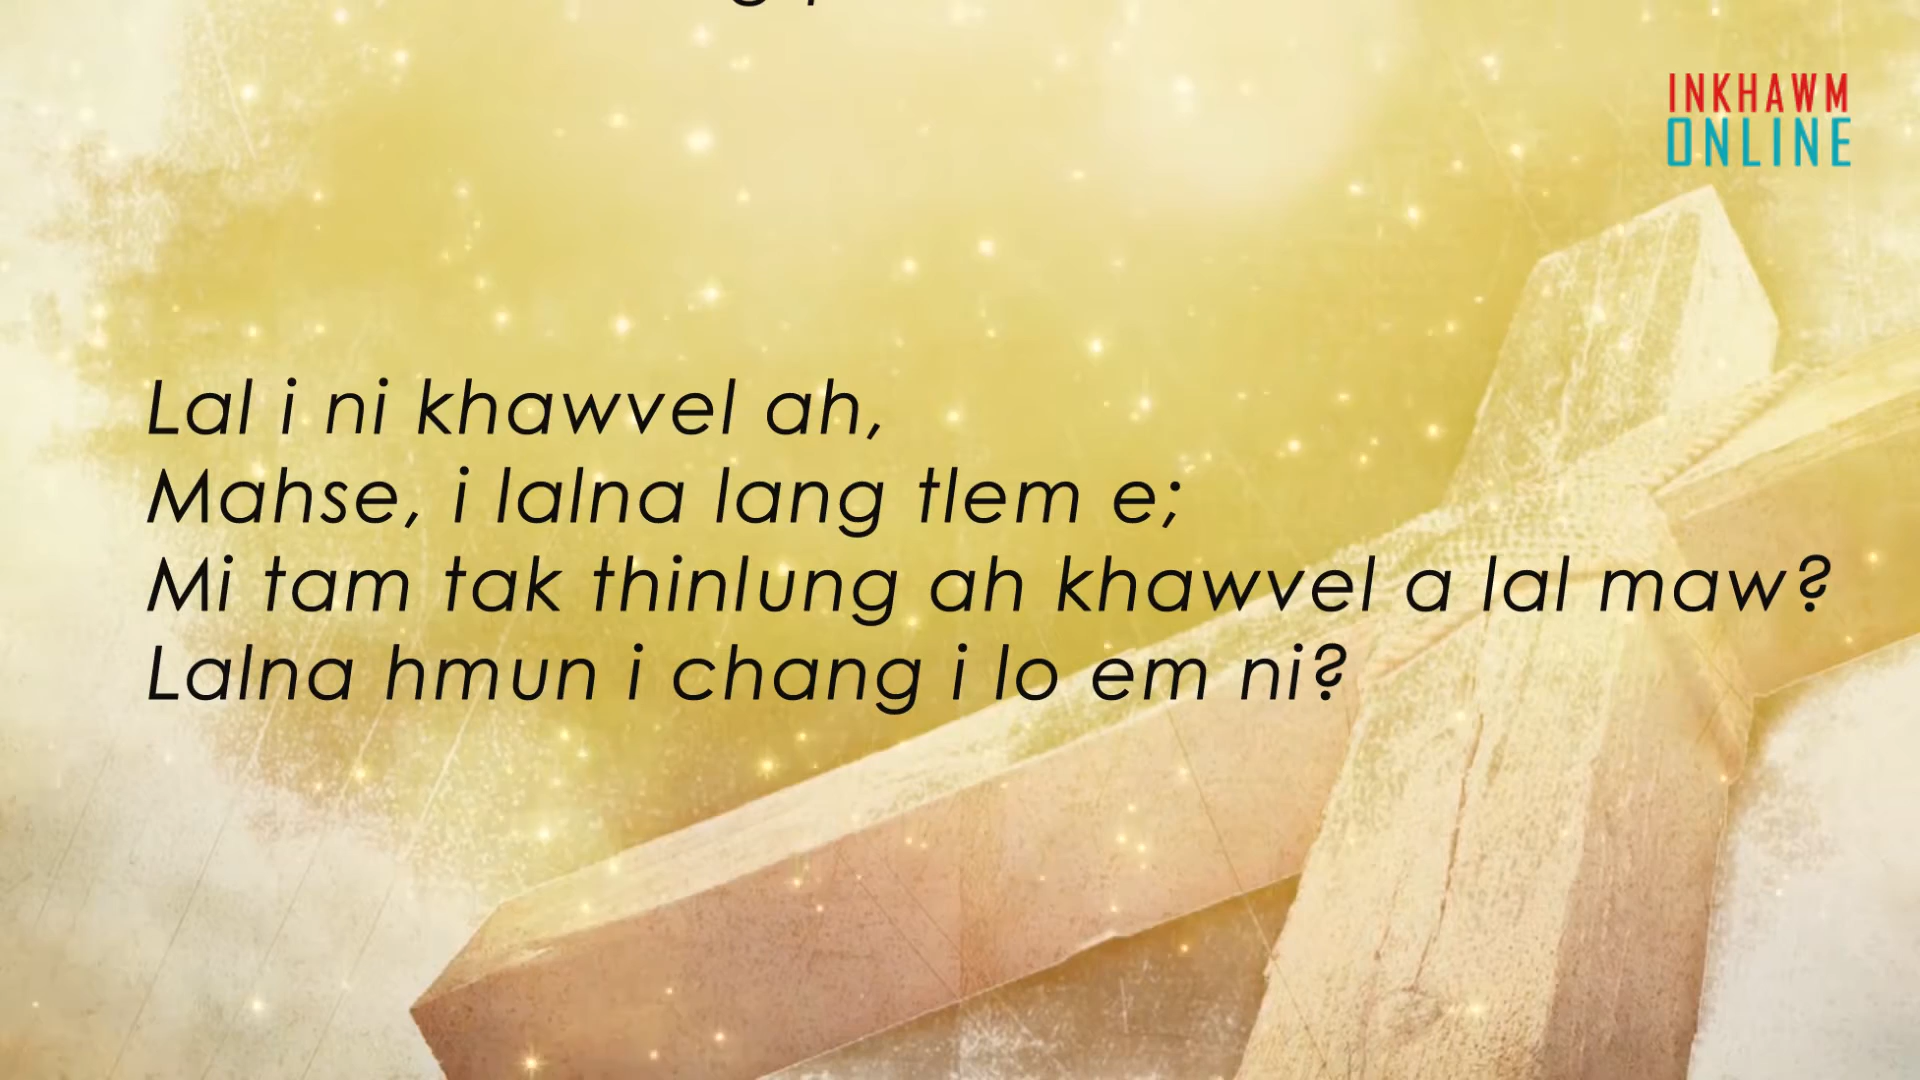 INKHAWM
ONLINE
Lal i ni khawvel ah,
Mahse, i lalna lang tlem e;
Mi tam tak thinlung ah khawvel a lal maw?
Lalna hmun i chang i lo em ni?